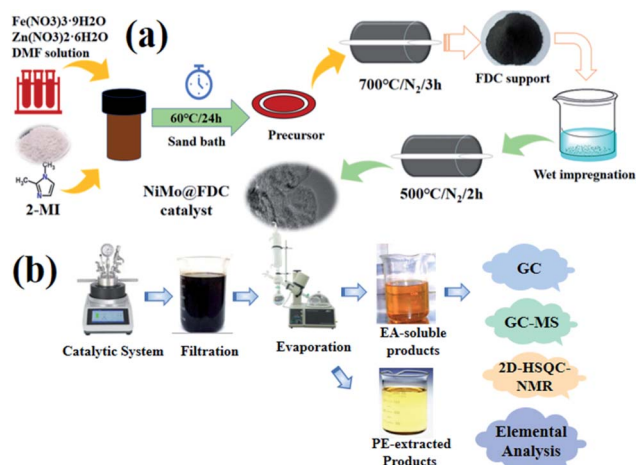 Fe(NO3)3·9H2O
Zn(NO3)2·6H2O
DMF solution
(a)
2-MI
CH3
H3C
N
N
60°C/24h
Sand bath
Precursor
700°C/N2/3h
FDC support
Wet impregnation
500°C/N2/2h
NiMo@FDC
catalyst
(b)
Catalytic System
Filtration
Evaporation
EA-soluble
products
PE-extracted
Products
GC
GC-MS
2D-HSQC-
NMR
Elemental
Analysis